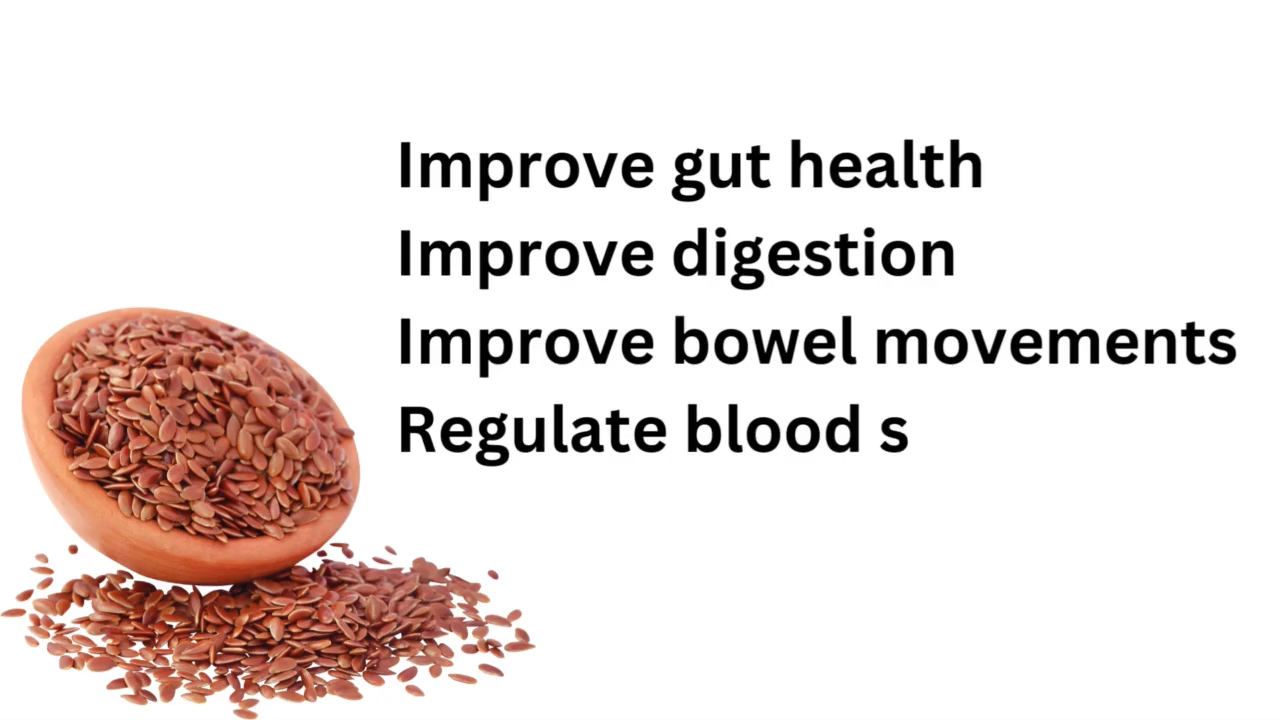 Improve gut health
Improve digestion
Improve bowel movements
Regulate blood s